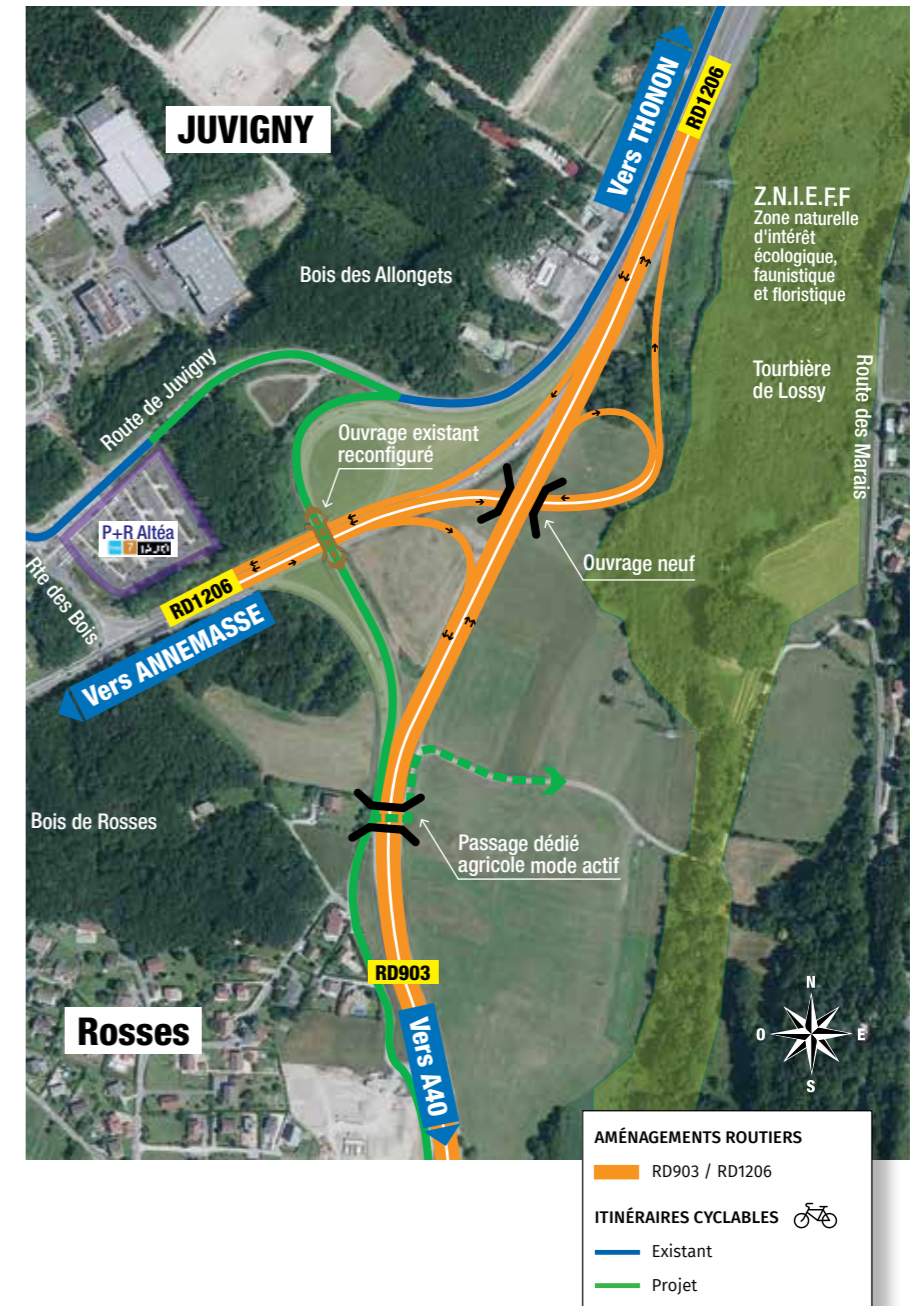 JUVIGNY
Vers THONON
RD1206
Z.N.I.E.F.F
Zone naturelle
d'intérêt
écologique,
faunistique
et floristique
Bois des Allongets
Route de Juvigny
Tourbière
de Lossy
Route des Marais
Ouvrage existant
reconfiguré
P+R Altéa
Ouvrage neuf
Rte des Bois
RD1206
Vers ANNEMASSE
Bois de Rosses
Passage dédié
agricole mode actif
RD903
Rosses
Vers A40
N
O
E
S
AMÉNAGEMENTS ROUTIERS
RD903 / RD1206
ITINÉRAIRES CYCLABLES
Existant
Projet